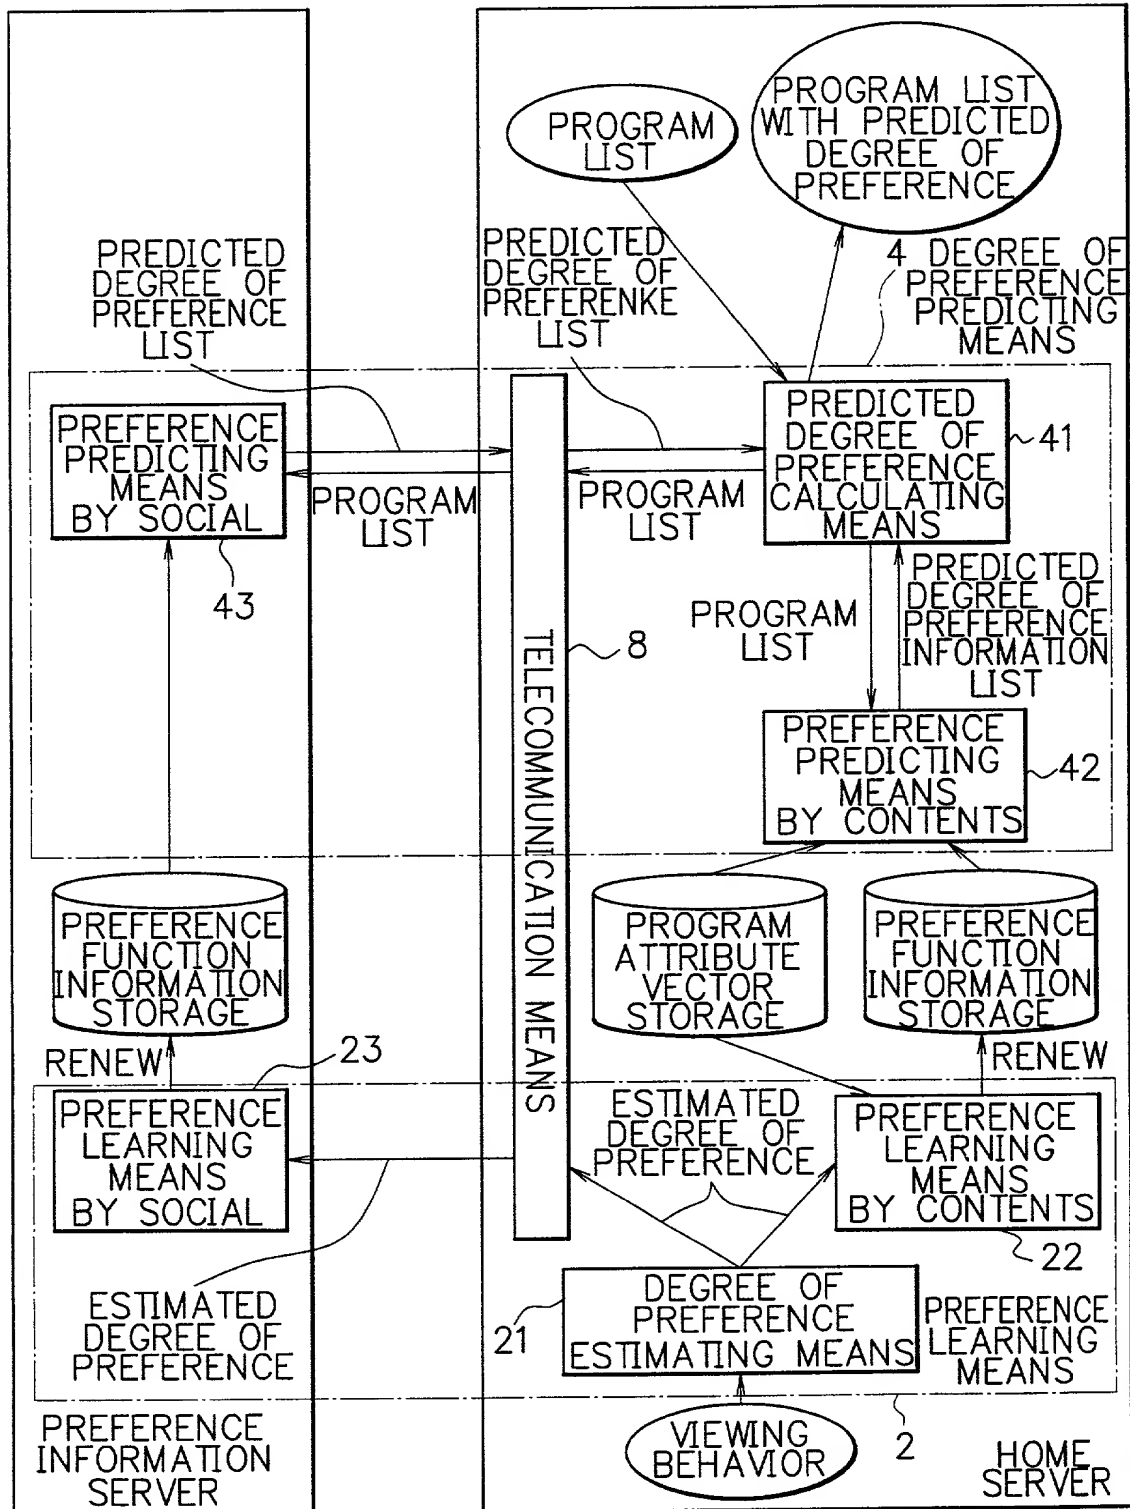 PROGRAM
LIST
PROGRAM LIST
WITH PREDICTED
DEGREE OF
PREFERENCE
PREDICTED
DEGREE OF
PREFERENCE
LIST
PREDICTED
DEGREE OF
PREFERENKE
LIST
4
DEGREE OF
PREFERENCE
PREDICTING
MEANS
PREFERENCE
PREDICTING
MEANS
BY SOCIAL
43
PROGRAM
LIST
PROGRAM
LIST
PREDICTED
DEGREE OF
PREFERENCE
CALCULATING
MEANS
41
TELECOMMUNICATION MEANS
8
PROGRAM
LIST
PREDICTED
DEGREE OF
PREFERENCE
INFORMATION
LIST
PREFERENCE
PREDICTING
MEANS
BY CONTENTS
42
PREFERENCE
FUNCTION
INFORMATION
STORAGE
PROGRAM
ATTRIBUTE
VECTOR
STORAGE
PREFERENCE
FUNCTION
INFORMATION
STORAGE
RENEW
23
RENEW
PREFERENCE
LEARNING
MEANS
BY SOCIAL
ESTIMATED
DEGREE OF
PREFERENCE
PREFERENCE
LEARNING
MEANS
BY CONTENTS
22
ESTIMATED
DEGREE OF
PREFERENCE
21
DEGREE OF
PREFERENCE
ESTIMATING MEANS
PREFERENCE
LEARNING
MEANS
2
PREFERENCE
INFORMATION
SERVER
VIEWING
BEHAVIOR
HOME
SERVER